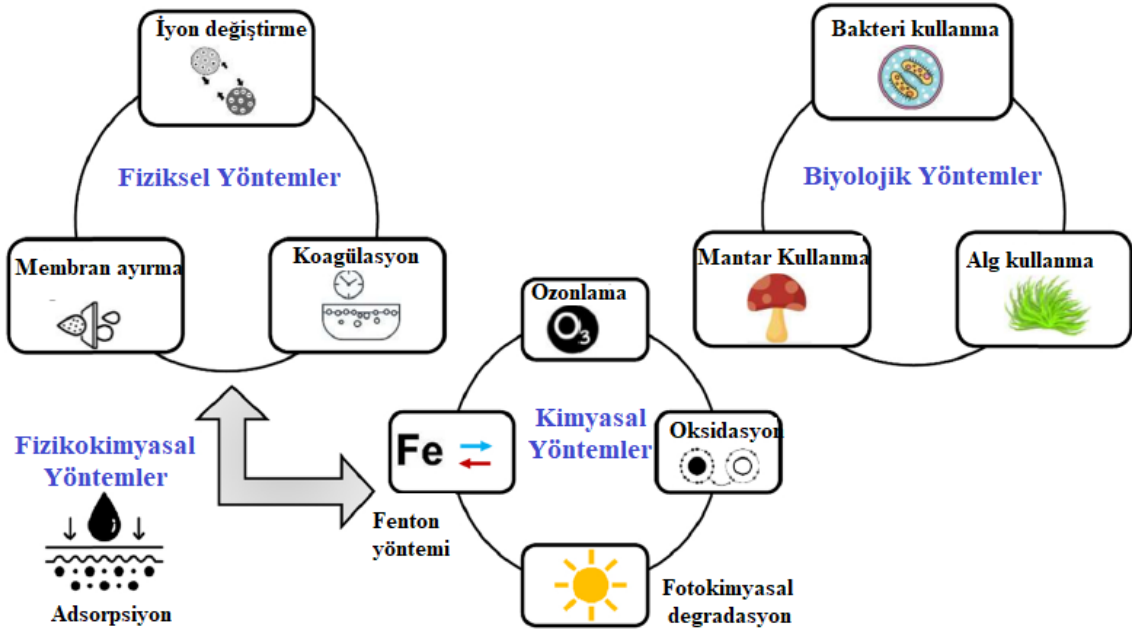 İyon değiştirme
Fiziksel Yöntemler
Membran ayırma
Koagülasyon
Bakteri kullanma
Biyolojik Yöntemler
Mantar Kullanma
Alg kullanma
Ozonlama
O3
Kimyasal
Yöntemler
Fe
Oksidasyon
Fenton
yöntemi
Fotokimyasal
degradasyon
Fizikokimyasal
Yöntemler
Adsorpsiyon